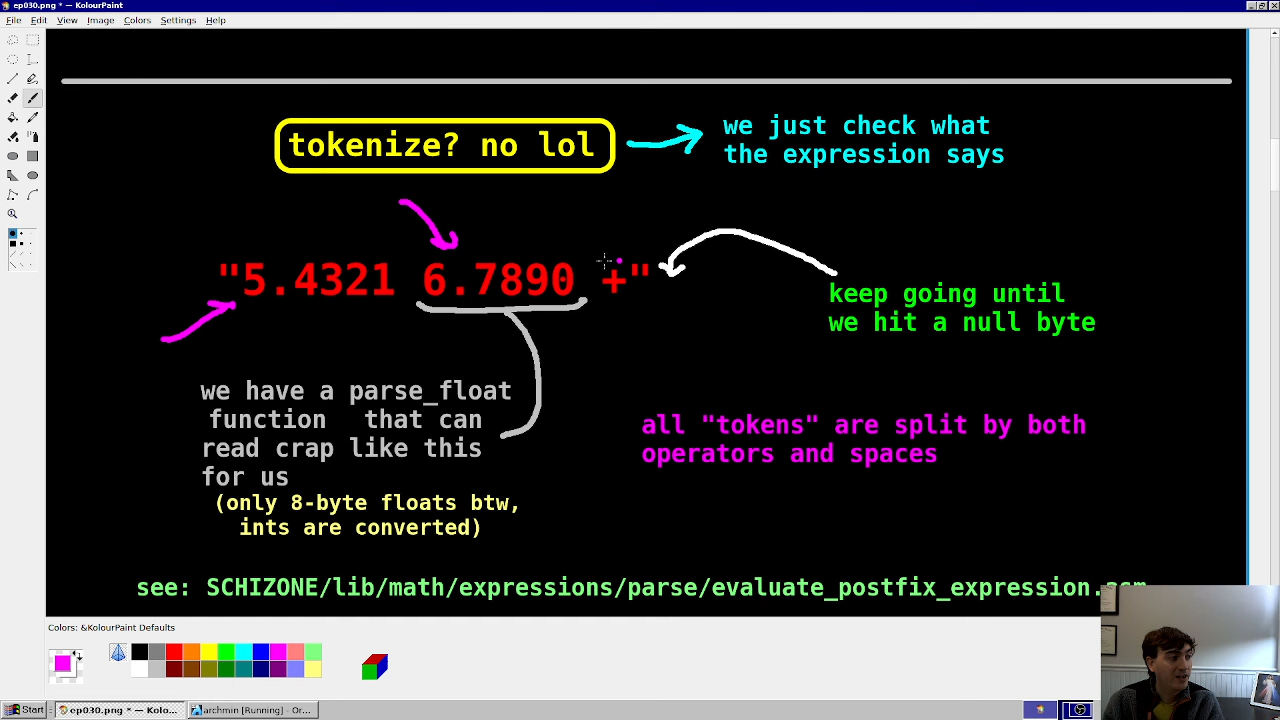 ep030.png * — KolourPaint
File Edit View Image Colors Settings Help
tokenize? no lol
we just check what
the expression says
"5.4321 6.7890 +"
keep going until
we hit a null byte
we have a parse_float
function that can
read crap like this
for us
(only 8-byte floats btw,
ints are converted)
all "tokens" are split by both
operators and spaces
see: SCHIZONE/lib/math/expressions/parse/evaluate_postfix_expression.asm
Colors: &KolourPaint Defaults
Start ep030.png * — Ko... archmin [Running] - Or...